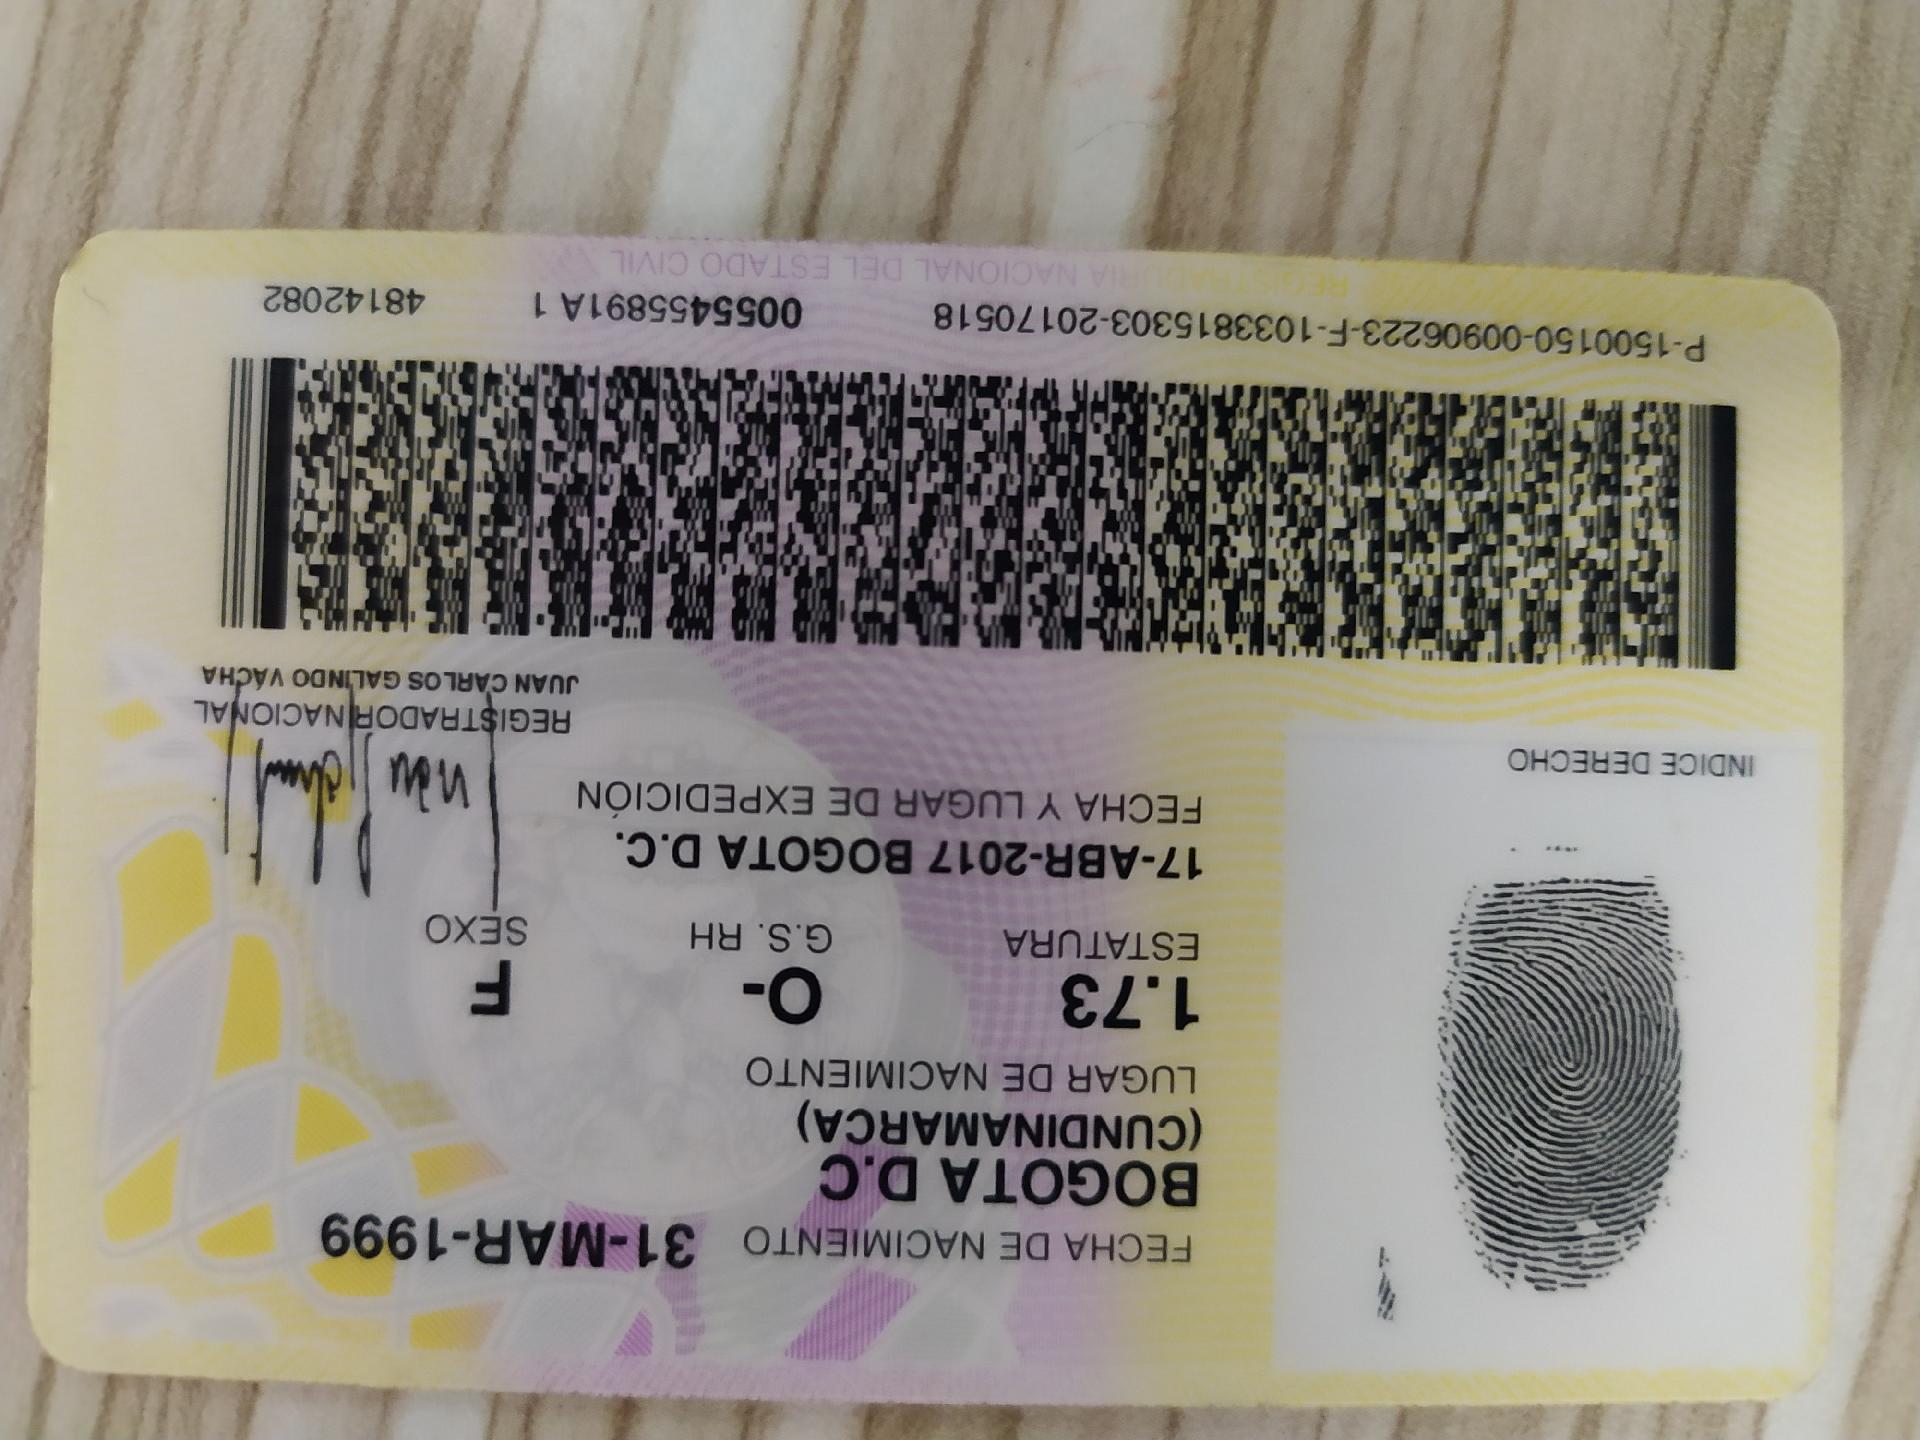 FECHA DE NACIMIENTO 31-MAR-1999
BOGOTA D.C
(CUNDINAMARCA)
LUGAR DE NACIMIENTO
1.73 O- F
ESTATURA G.S. RH SEXO
17-ABR-2017 BOGOTA D.C.
FECHA Y LUGAR DE EXPEDICIÓN
INDICE DERECHO
REGISTRADOR NACIONAL
JUAN CARLOS GALINDO VÁCHA
P-1500150-00906223-F-1033815303-20170518 0055455891A 1 48142082
REGISTRADURIA NACIONAL DEL ESTADO CIVIL